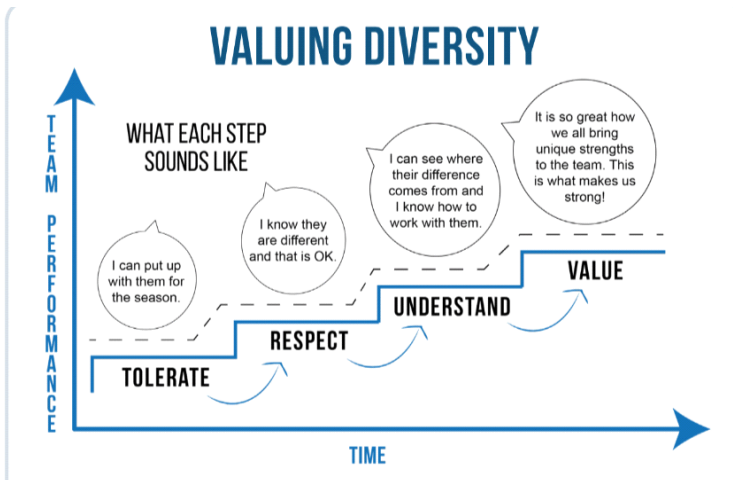 VALUING DIVERSITY
TEAM PERFORMANCE
WHAT EACH STEP
SOUNDS LIKE
I can put up
with them for
the season.
I know they
are different
and that is OK.
I can see where
their difference
comes from and
I know how to
work with them.
It is so great how
we all bring
unique strengths
to the team. This
is what makes us
strong!
TOLERATE
RESPECT
UNDERSTAND
VALUE
TIME